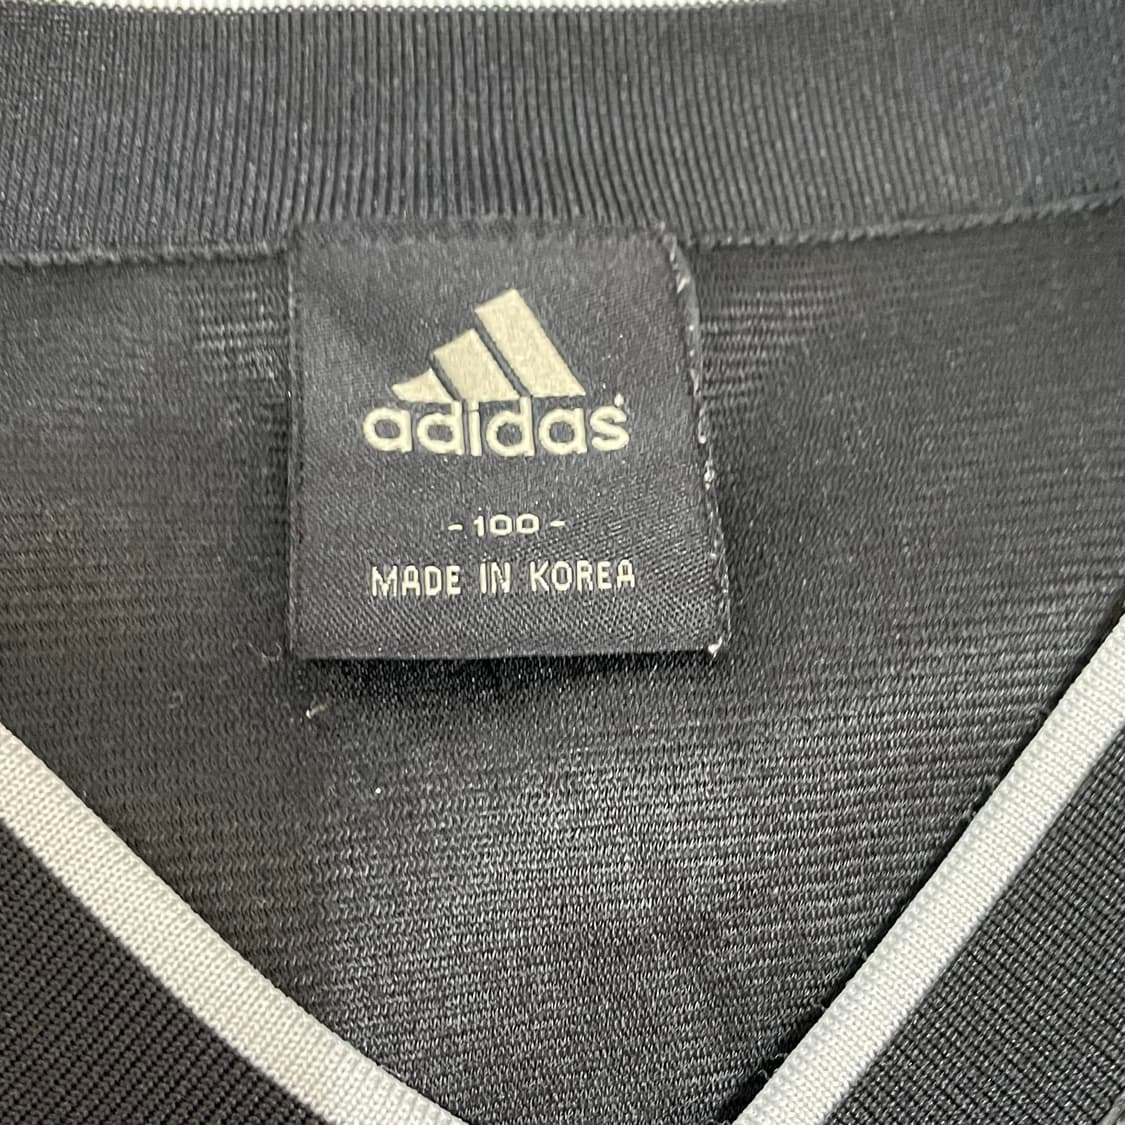 adidas
- 100 -
MADE IN KOREA